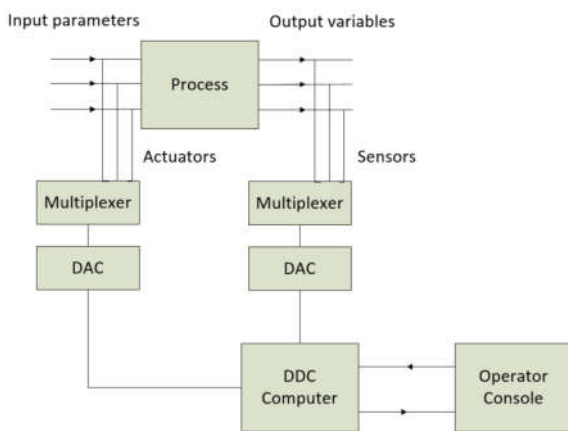 Input parameters
Output variables
Process
Actuators
Sensors
Multiplexer
Multiplexer
DAC
DAC
DDC
Computer
Operator
Console